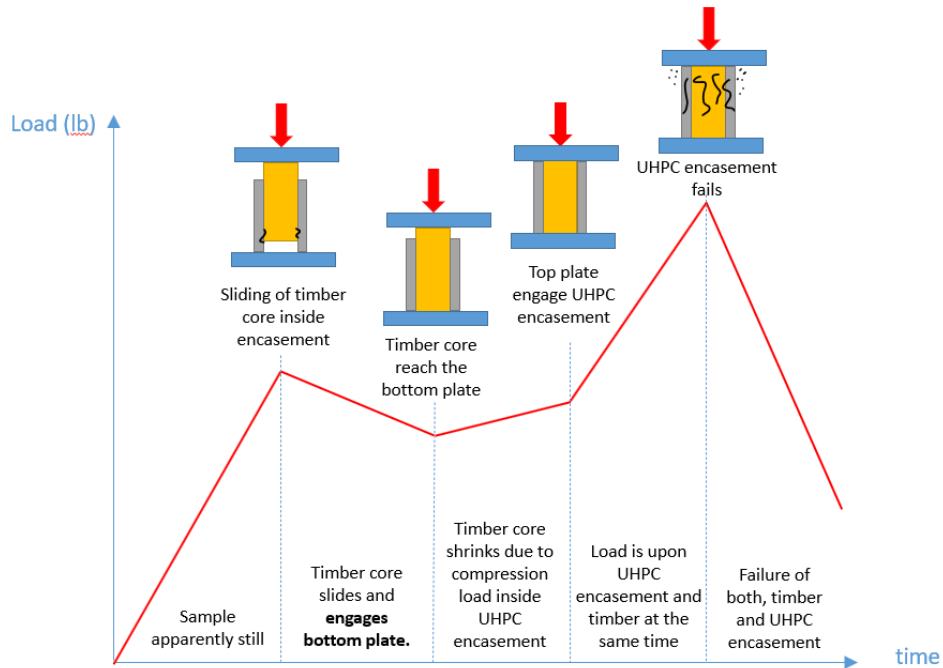 Load (lb)
Sliding of timber
core inside
encasement
Timber core
reach the
bottom plate
Top plate
engage UHPC
encasement
UHPC encasement
fails
Sample
apparently still
Timber core
slides and
engages
bottom plate.
Timber core
shrinks due to
compression
load inside
UHPC
encasement
Load is upon
UHPC
encasement and
timber at the
same time
Failure of
both, timber
and UHPC
encasement
time